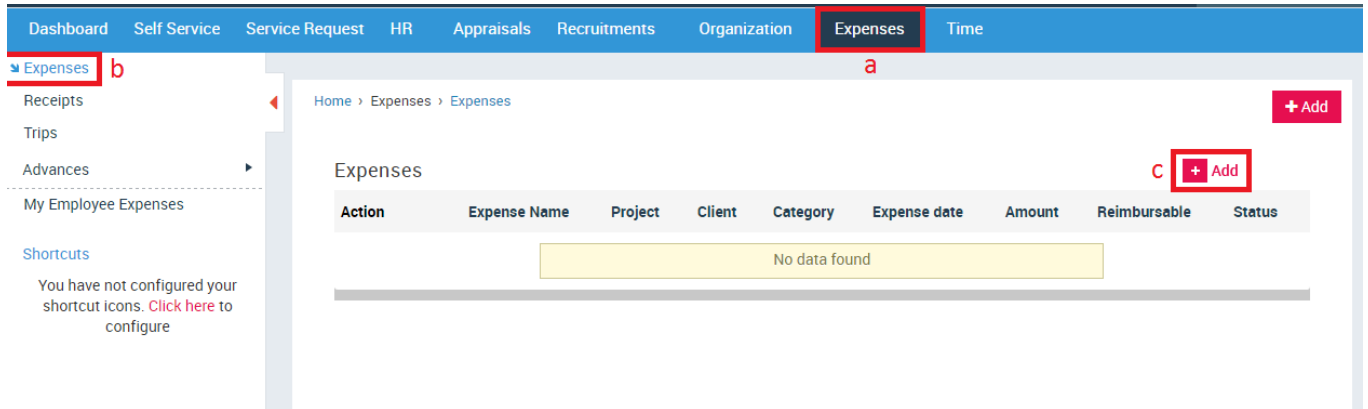 Dashboard Self Service Service Request HR Appraisals Recruitments Organization Expenses Time
a
Expenses b
Receipts
Trips
Advances
My Employee Expenses
Shortcuts
You have not configured your
shortcut icons. Click here to
configure
Home › Expenses › Expenses
+ Add
Expenses
c + Add
Action Expense Name Project Client Category Expense date Amount Reimbursable Status
No data found